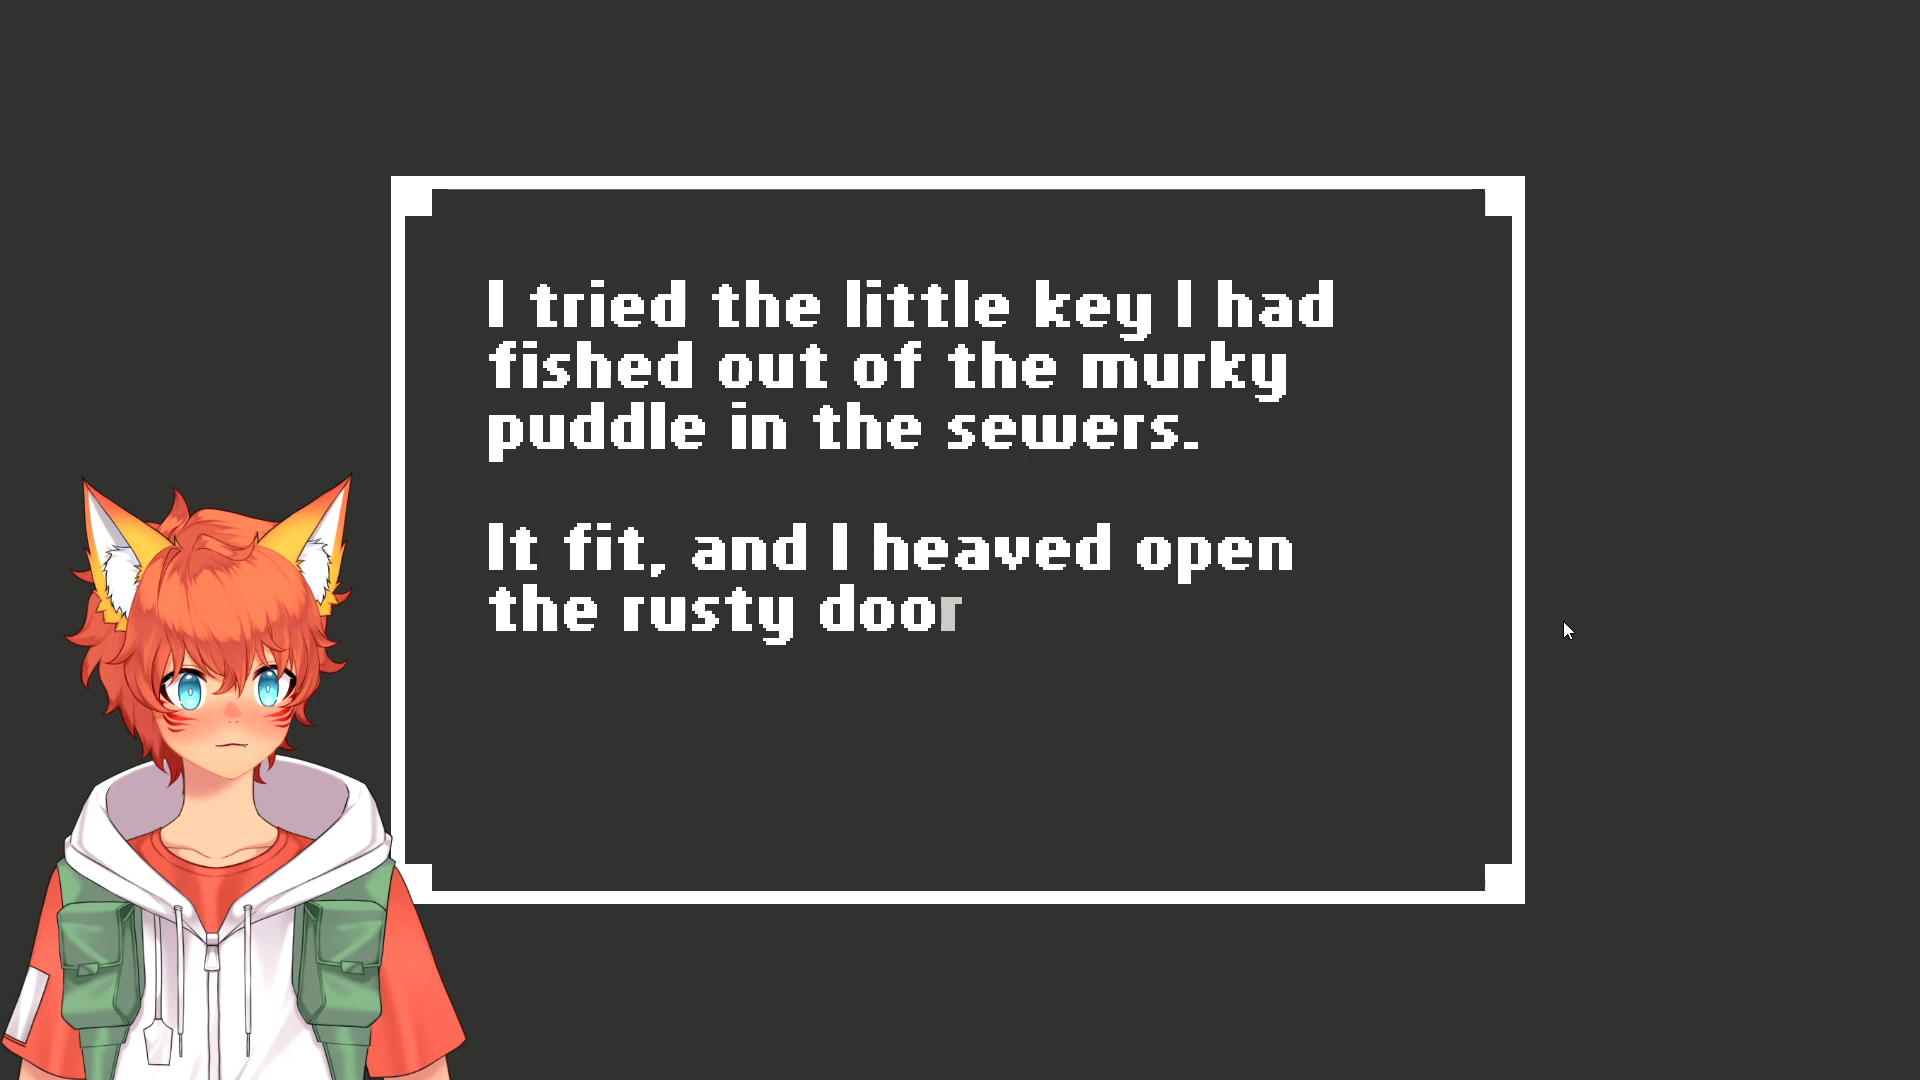 I tried the little key I had
fished out of the murky
puddle in the sewers.
It fit, and I heaved open
the rusty door